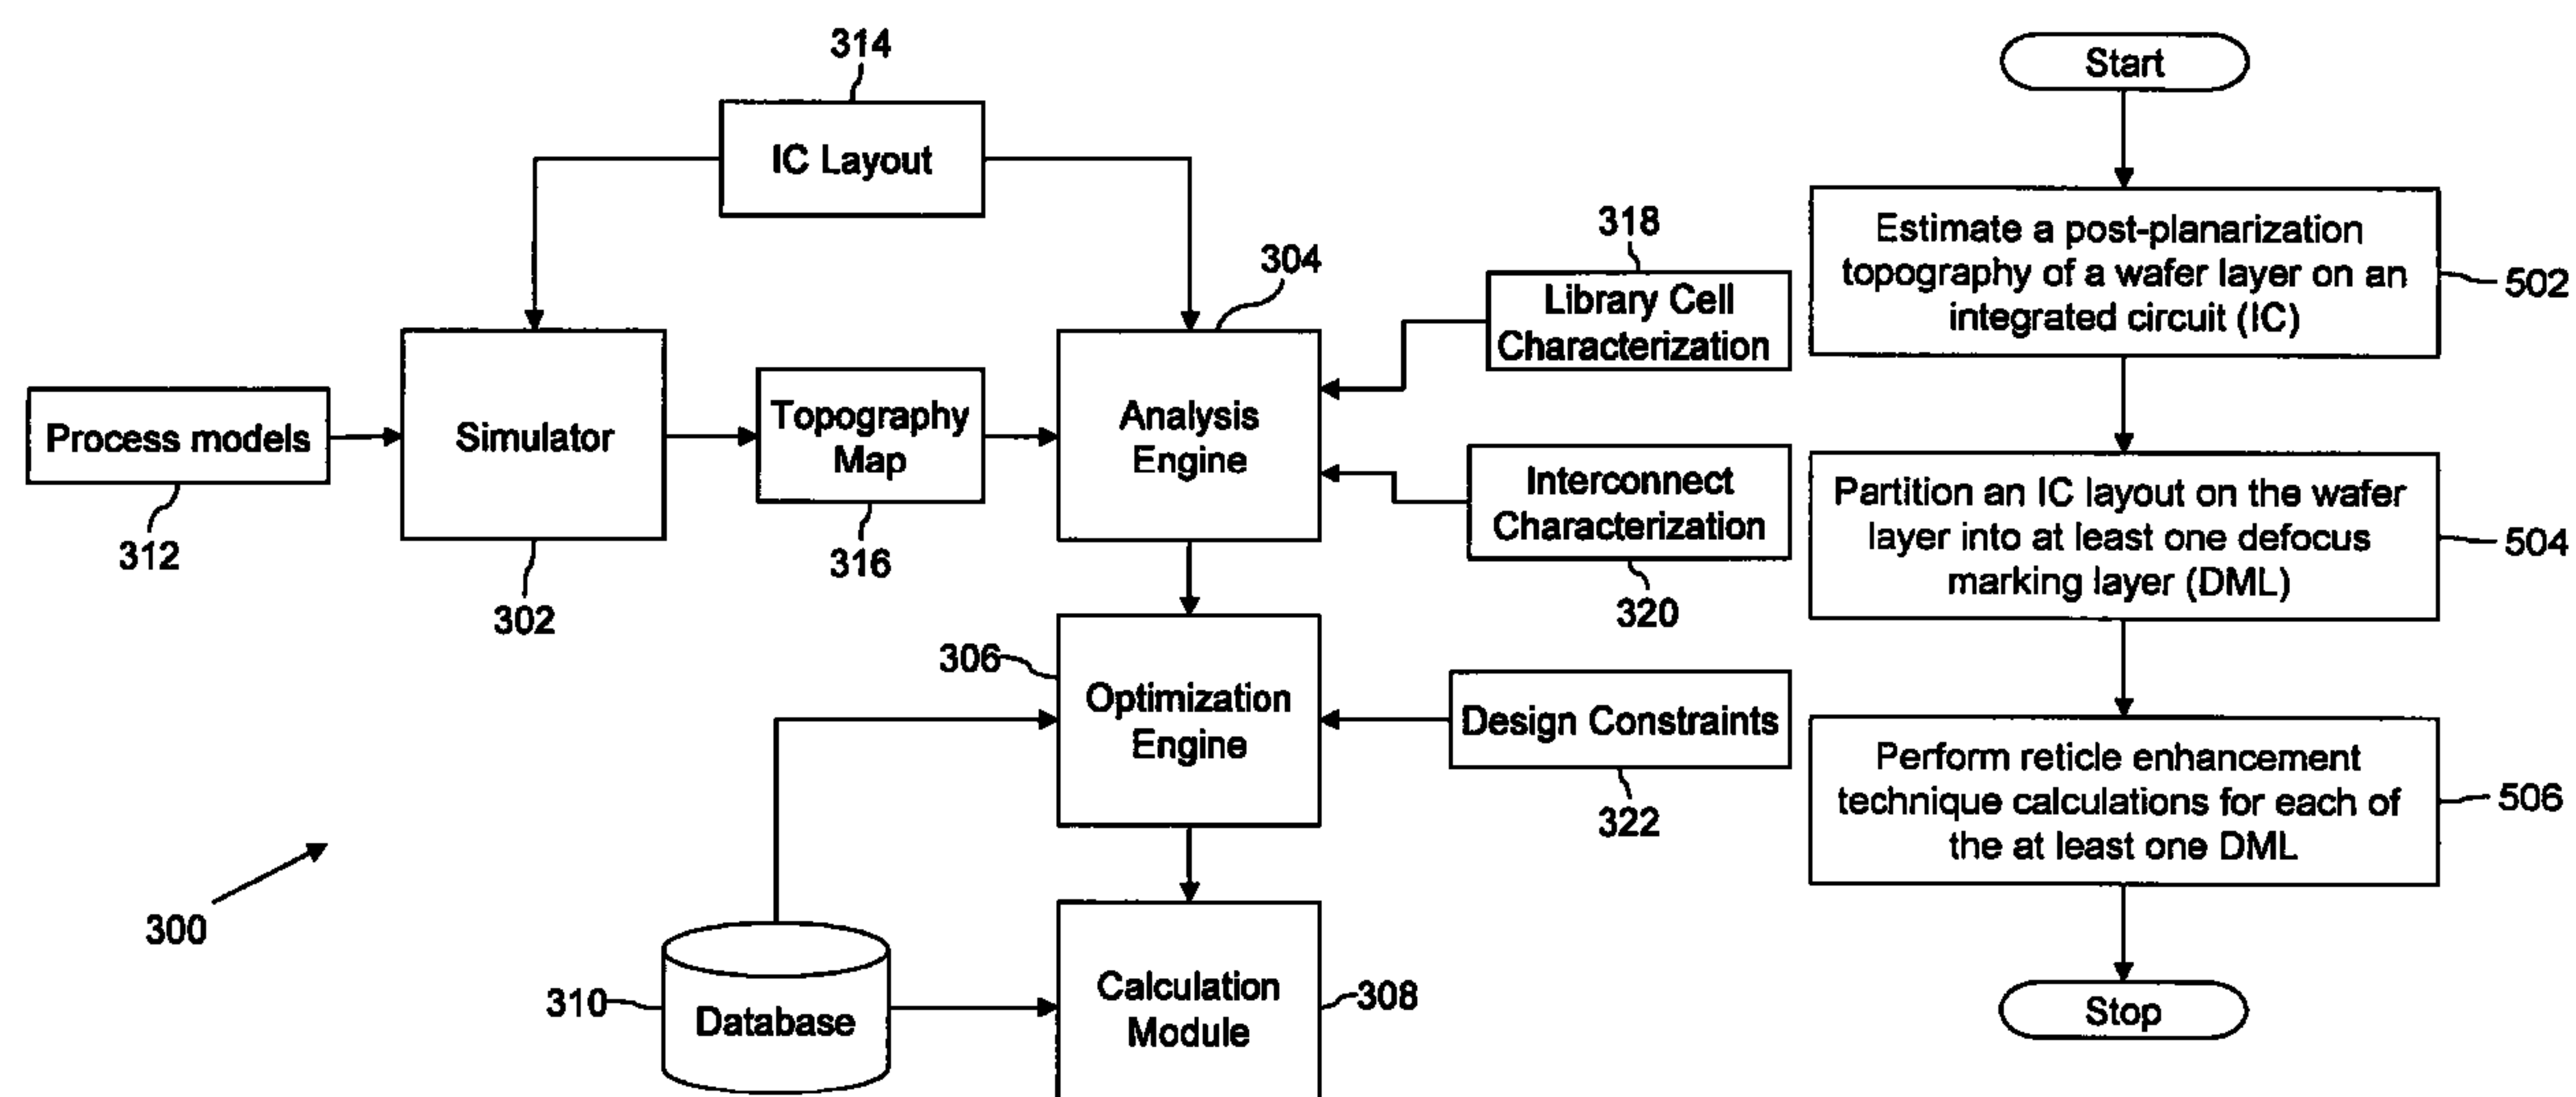 314
IC Layout
304
318
Library Cell
Characterization
Process models
312
Simulator
302
Topography
Map
316
Analysis
Engine
Interconnect
Characterization
320
306
Optimization
Engine
Design Constraints
322
300
310
Database
Calculation
Module
308
Start
Estimate a post-planarization
topography of a wafer layer on an
integrated circuit (IC)
502
Partition an IC layout on the wafer
layer into at least one defocus
marking layer (DML)
504
Perform reticle enhancement
technique calculations for each of
the at least one DML
506
Stop